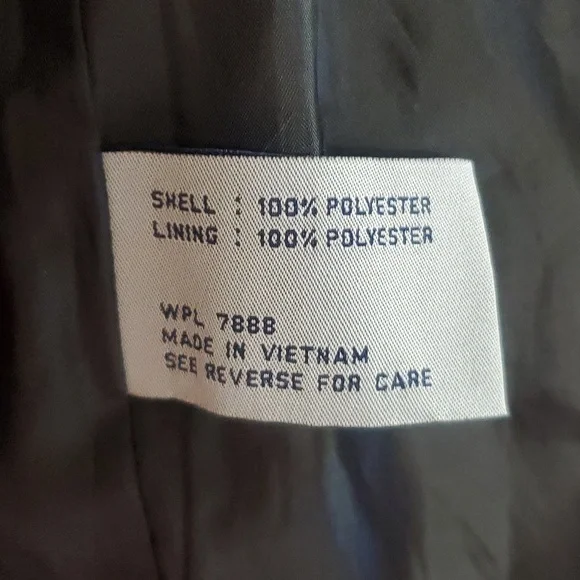 SHELL : 100% POLYESTER
LINING : 100% POLYESTER
WPL 7888
MADE IN VIETNAM
SEE REVERSE FOR CARE